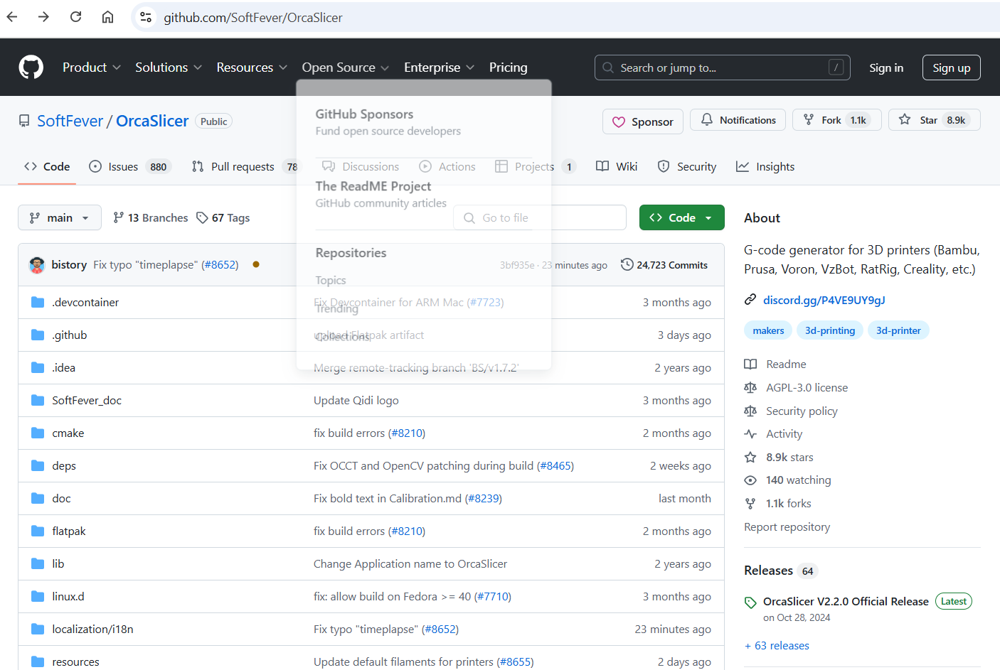 github.com/SoftFever/OrcaSlicer
Product Solutions Resources Open Source Enterprise Pricing Search or jump to... / Sign in Sign up
SoftFever / OrcaSlicer Public
Sponsor Notifications Fork 1.1k Star 8.9k
GitHub Sponsors
Fund open source developers
Code Issues 880 Pull requests 78 Discussions Actions Projects 1 Wiki Security Insights
The ReadME Project
GitHub community articles
main 13 Branches 67 Tags Go to file Code
Repositories
Topics
Trending
Collections
bistory Fix typo "timeplapse" (#8652) 3bf935e · 23 minutes ago 24,723 Commits
.devcontainer Fix Devcontainer for ARM Mac (#7723) 3 months ago
.github upload Flatpak artifact 3 days ago
.idea Merge remote-tracking branch 'BS/v1.7.2' 2 years ago
SoftFever_doc Update Qidi logo 3 months ago
cmake fix build errors (#8210) 2 months ago
deps Fix OCCT and OpenCV patching during build (#8465) 2 weeks ago
doc Fix bold text in Calibration.md (#8239) last month
flatpak fix build errors (#8210) 2 months ago
lib Change Application name to OrcaSlicer 2 years ago
linux.d fix: allow build on Fedora >= 40 (#7710) 3 months ago
localization/i18n Fix typo "timeplapse" (#8652) 23 minutes ago
resources Update default filaments for printers (#8655) 2 days ago
About
G-code generator for 3D printers (Bambu,
Prusa, Voron, VzBot, RatRig, Creality, etc.)
discord.gg/P4VE9UY9gJ
makers 3d-printing 3d-printer
Readme
AGPL-3.0 license
Security policy
Activity
8.9k stars
140 watching
1.1k forks
Report repository
Releases 64
OrcaSlicer V2.2.0 Official Release Latest
on Oct 28, 2024
+ 63 releases